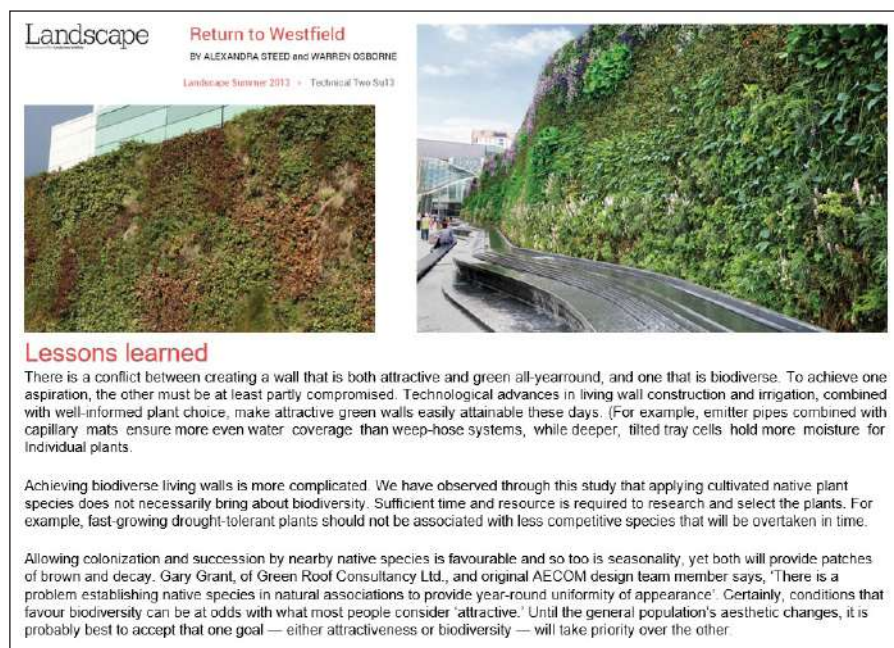 Landscape
Return to Westfield
BY ALEXANDRA STEED and WARREN OSBORNE
Landscape Summer 2013 • Technical Two Su13
Lessons learned
There is a conflict between creating a wall that is both attractive and green all-yearround, and one that is biodiverse. To achieve one
aspiration, the other must be at least partly compromised. Technological advances in living wall construction and irrigation, combined
with well-informed plant choice, make attractive green walls easily attainable these days. (For example, emitter pipes combined with
capillary mats ensure more even water coverage than weep-hose systems, while deeper, tilted tray cells hold more moisture for
Individual plants.
Achieving biodiverse living walls is more complicated. We have observed through this study that applying cultivated native plant
species does not necessarily bring about biodiversity. Sufficient time and resource is required to research and select the plants. For
example, fast-growing drought-tolerant plants should not be associated with less competitive species that will be overtaken in time.
Allowing colonization and succession by nearby native species is favourable and so too is seasonality, yet both will provide patches
of brown and decay. Gary Grant, of Green Roof Consultancy Ltd., and original AECOM design team member says, 'There is a
problem establishing native species in natural associations to provide year-round uniformity of appearance'. Certainly, conditions that
favour biodiversity can be at odds with what most people consider 'attractive.' Until the general population's aesthetic changes, it is
probably best to accept that one goal — either attractiveness or biodiversity — will take priority over the other.